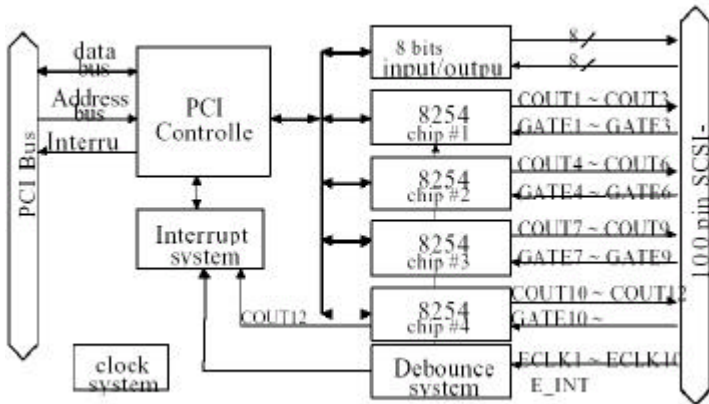 PCI Bus
data
bus
Address
bus
Interru
PCI
Controlle
Interrupt
system
clock
system
8 bits
input/outpu
8
8
8254
chip #1
COUT1 ~ COUT3
GATE1 ~ GATE3
8254
chip #2
COUT4 ~ COUT6
GATE4 ~ GATE6
8254
chip #3
COUT7 ~ COUT9
GATE7 ~ GATE9
8254
chip #4
COUT10 ~ COUT12
GATE10 ~
COUT12
Debounce
system
ECLK1 ~ ECLK10
E_INT
100 pin SCSI-